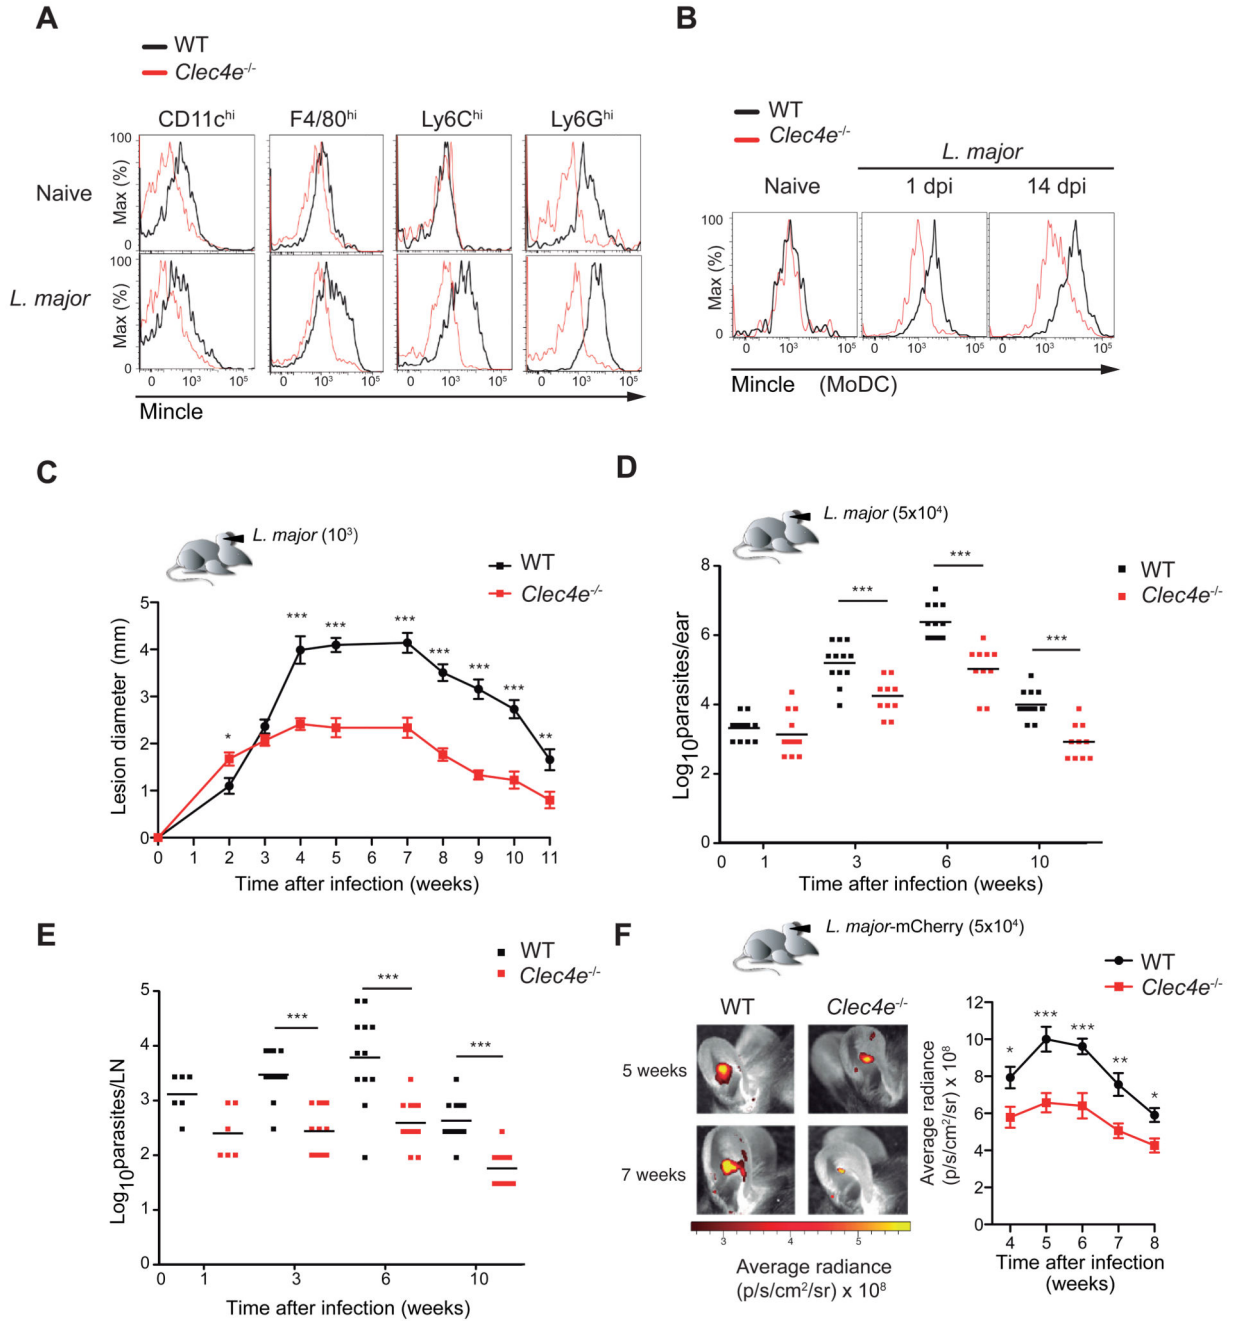 A
WT
Clec4e-/-
CD11chi F4/80hi Ly6Chi Ly6Ghi
Naive
Max (%)
100
0
L. major
Max (%)
100
0
0 10³ 10⁵ 0 10³ 10⁵ 0 10³ 10⁵ 0 10³ 10⁵
Mincle
B
WT
Clec4e-/-
L. major
Naive 1 dpi 14 dpi
Max (%)
100
0
0 10³ 10⁵ 0 10³ 10⁵ 0 10³ 10⁵
Mincle (MoDC)
C
L. major (10³)
WT
Clec4e-/-
Lesion diameter (mm)
5
4
3
2
1
0
* *** *** *** *** *** *** **
0 1 2 3 4 5 6 7 8 9 10 11
Time after infection (weeks)
D
L. major (5x10⁴)
WT
Clec4e-/-
Log10parasites/ear
8
6
4
2
0
*** *** ***
0 1 3 6 10
Time after infection (weeks)
E
WT
Clec4e-/-
Log10parasites/LN
5
4
3
2
1
0
*** *** ***
0 1 3 6 10
Time after infection (weeks)
F
L. major-mCherry (5x10⁴)
WT Clec4e-/-
5 weeks
7 weeks
3 4 5
Average radiance
(p/s/cm²/sr) x 10⁸
WT
Clec4e-/-
Average radiance
(p/s/cm²/sr) x 10⁸
12
10
8
6
4
2
0
* *** *** ** *
4 5 6 7 8
Time after infection
(weeks)